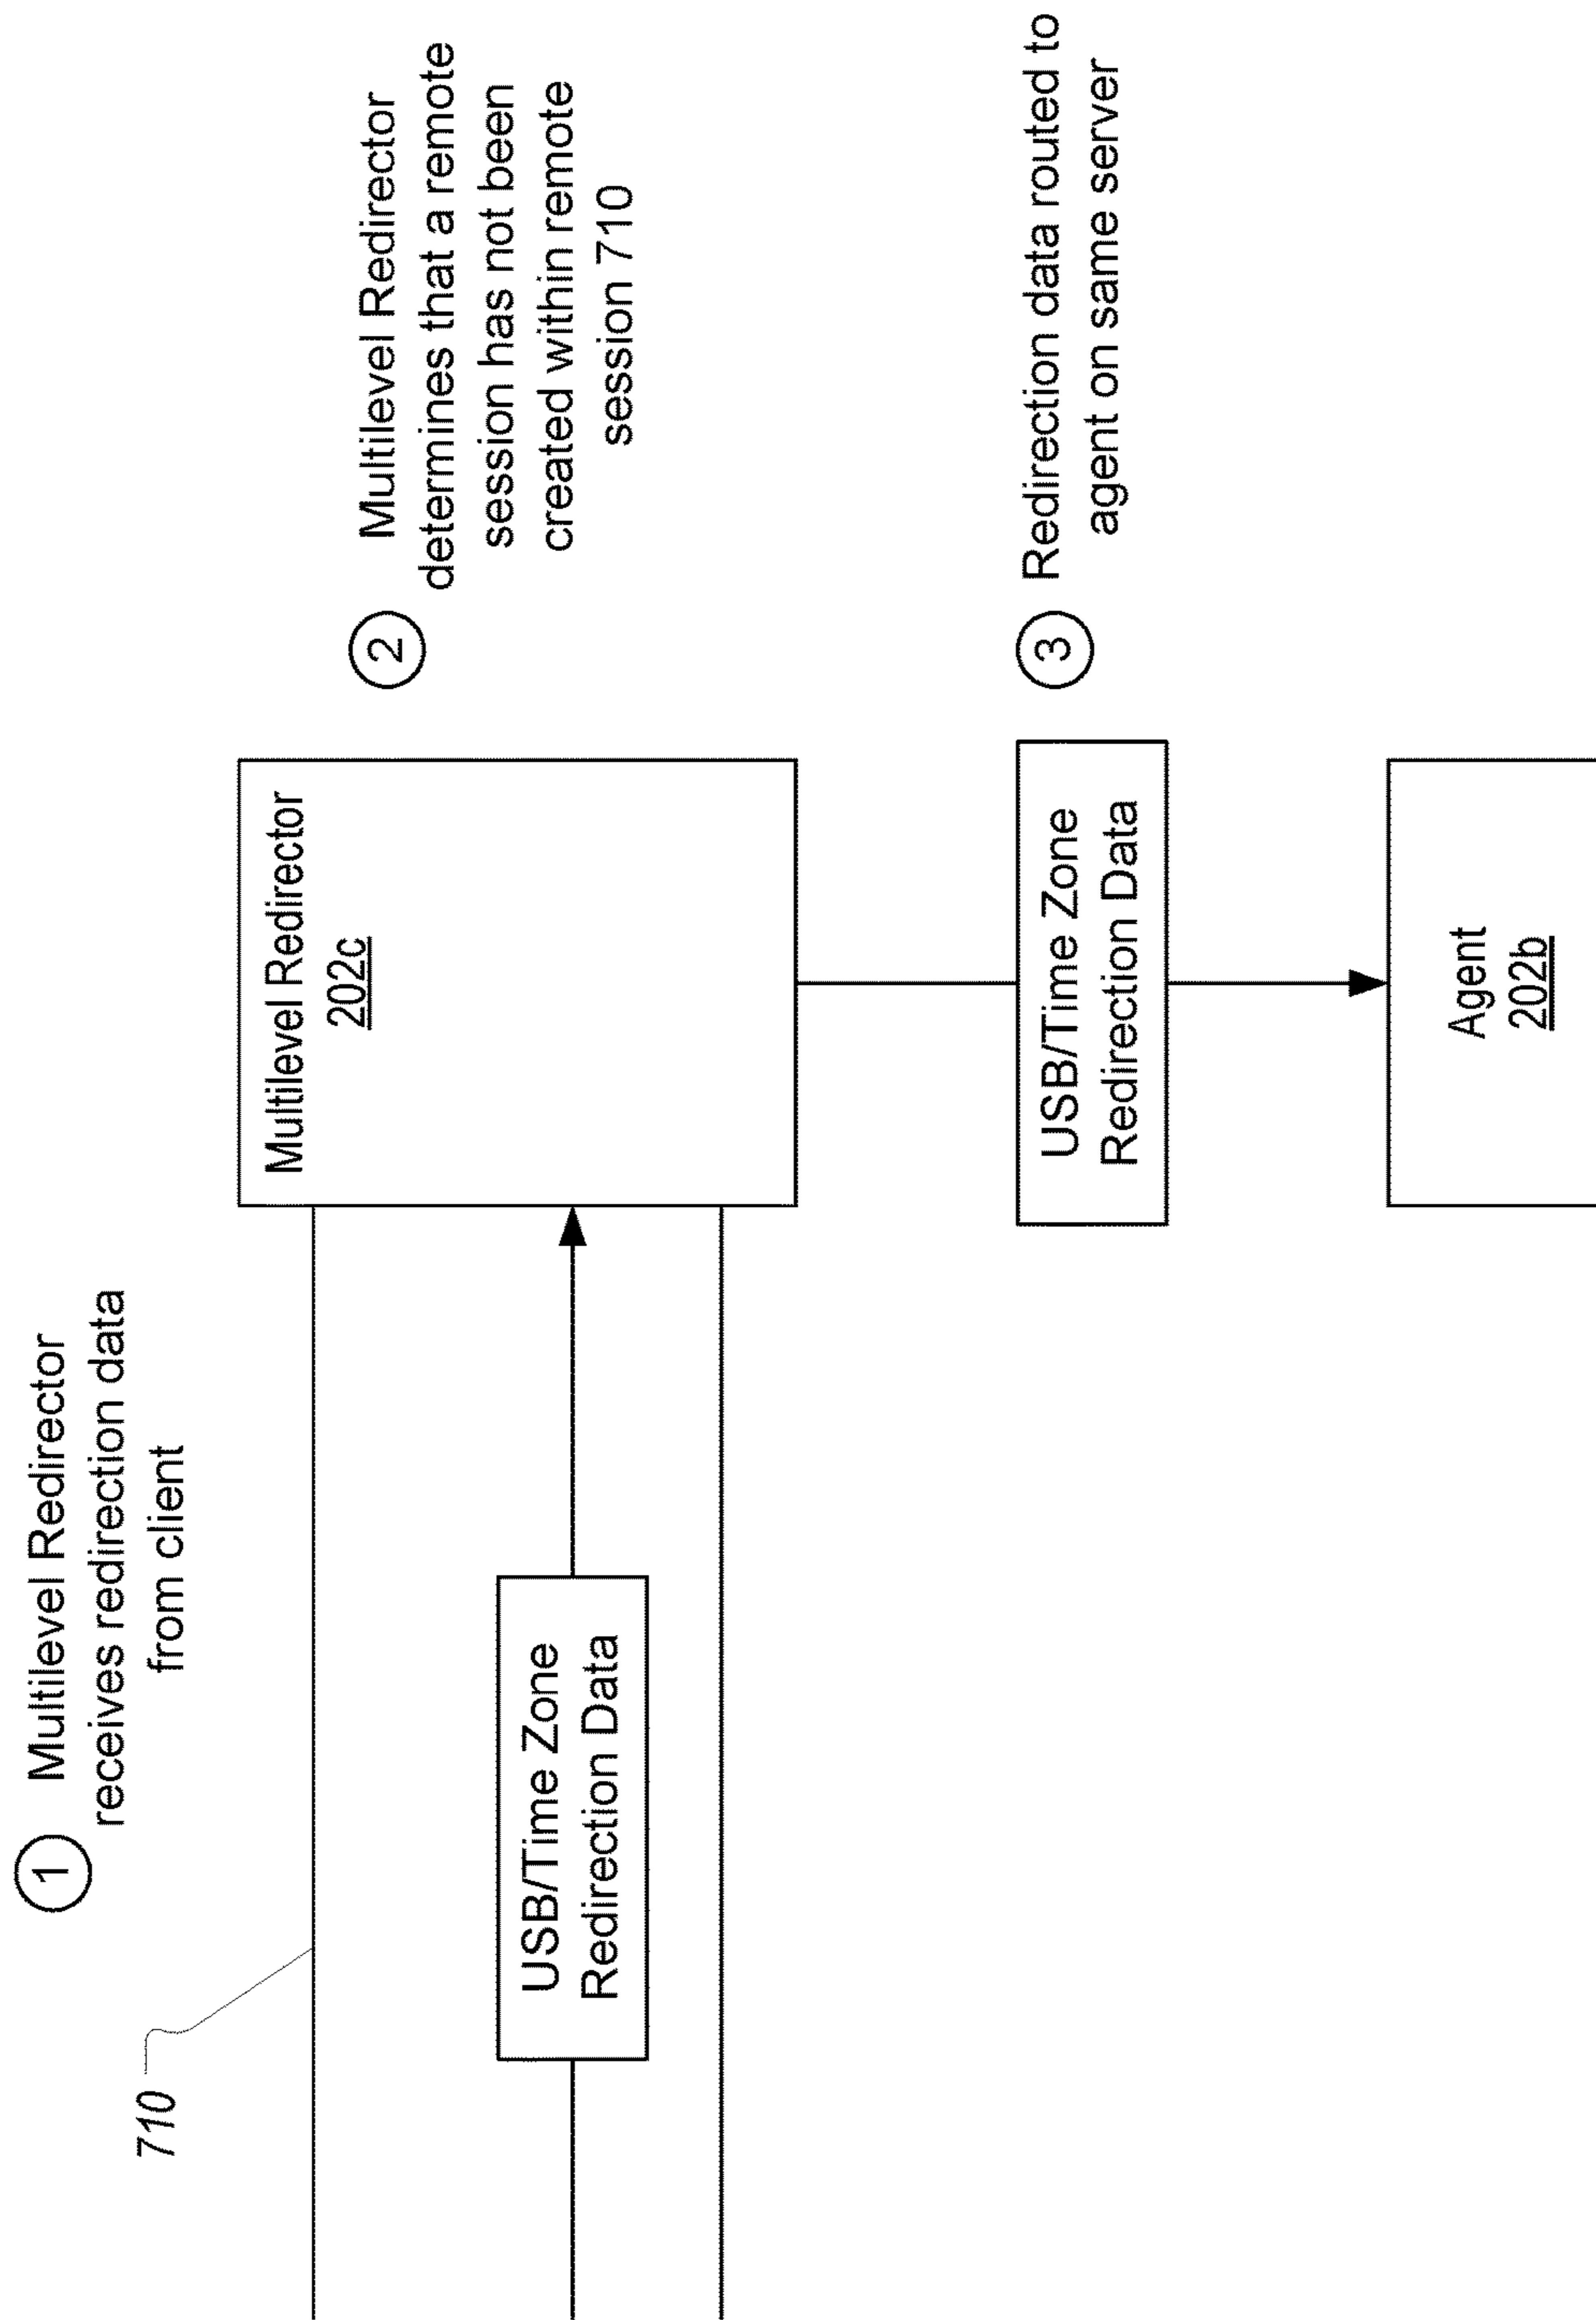 1
Multilevel Redirector
receives redirection data
from client
710
USB/Time Zone
Redirection Data
Multilevel Redirector
202c
2
Multilevel Redirector
determines that a remote
session has not been
created within remote
session 710
USB/Time Zone
Redirection Data
3
Redirection data routed to
agent on same server
Agent
202b